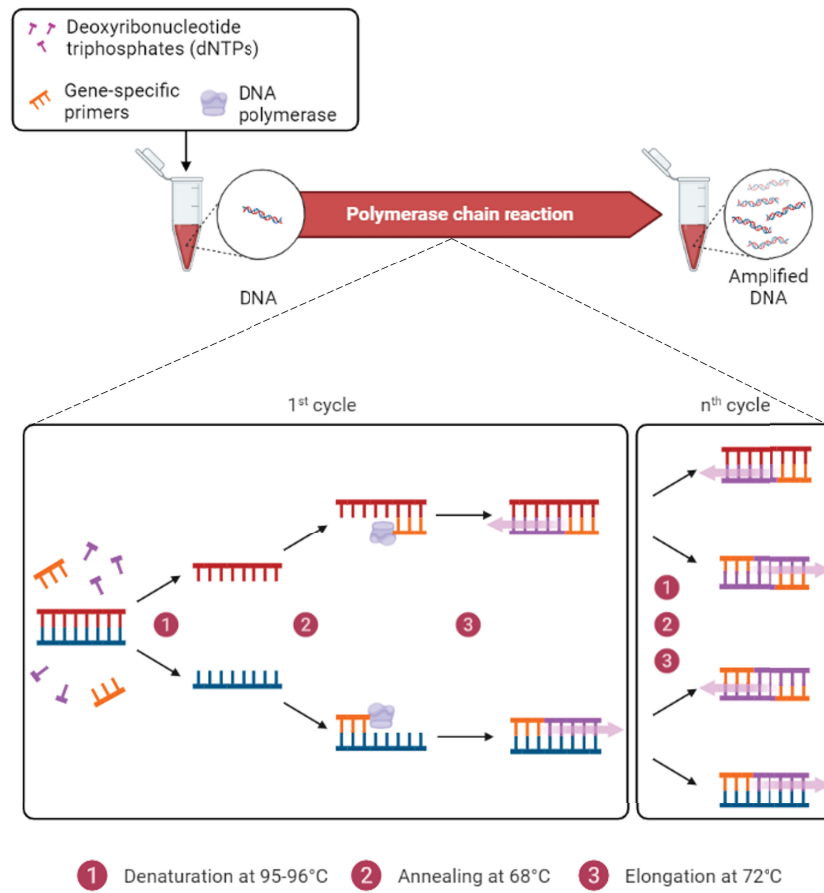 Deoxyribonucleotide
triphosphates (dNTPs)
Gene-specific
primers
DNA
polymerase
Polymerase chain reaction
DNA
Amplified
DNA
1st cycle
nth cycle
1
2
3
1
2
3
1 Denaturation at 95-96°C 2 Annealing at 68°C 3 Elongation at 72°C